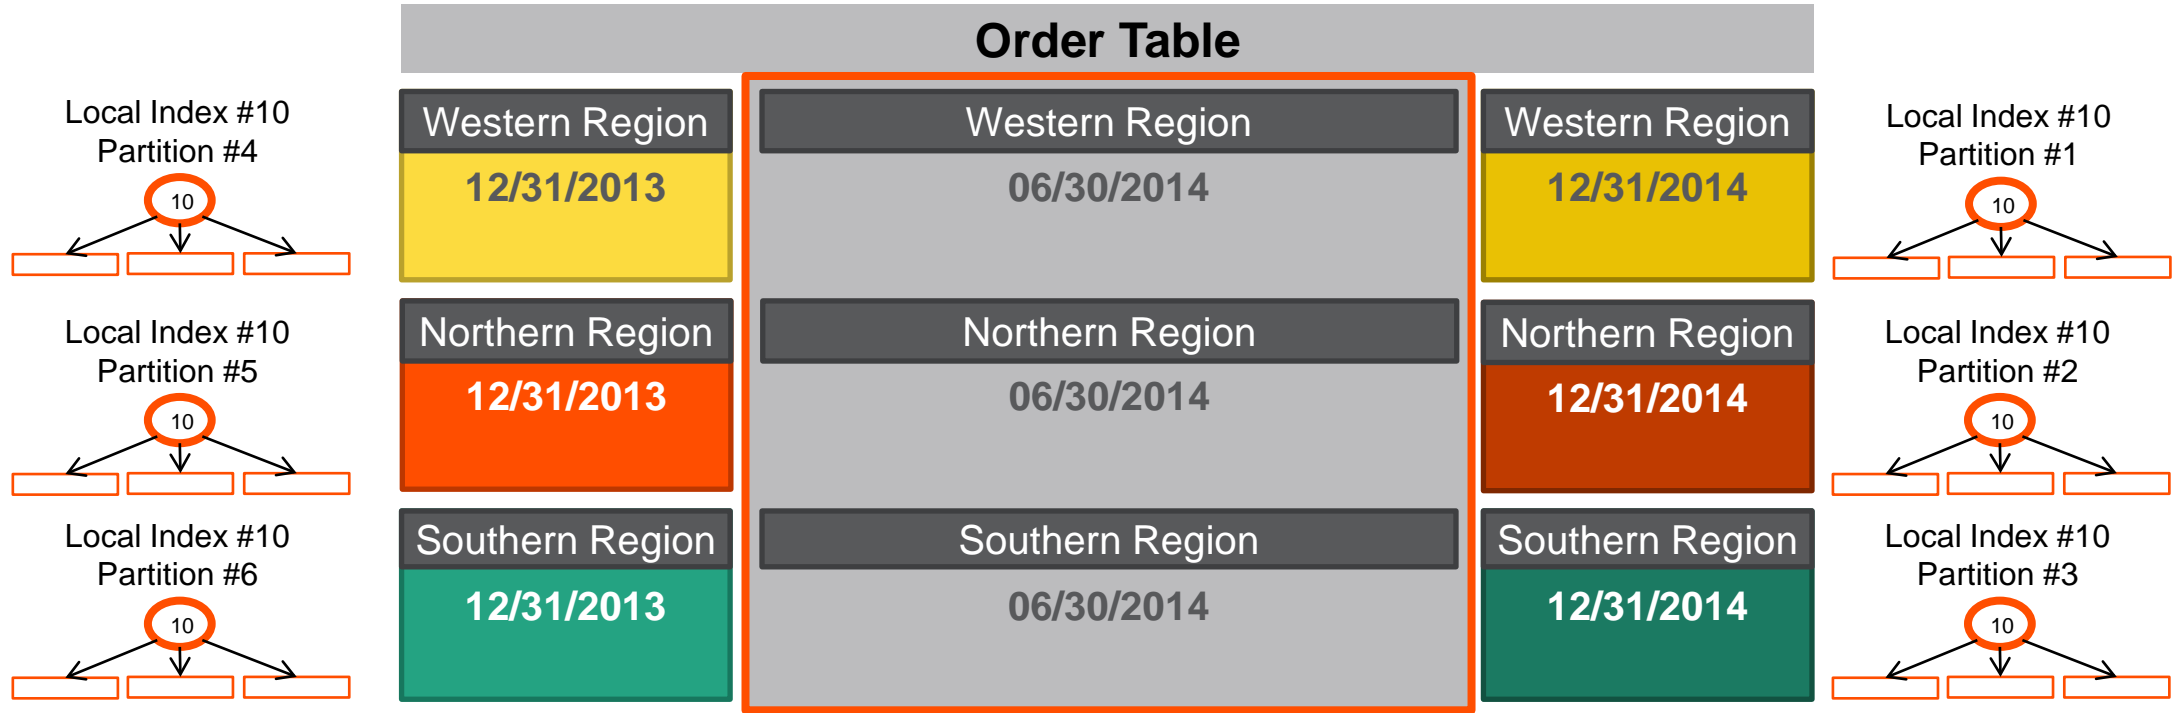 Order Table
Local Index #10
Partition #4
10
Western Region
12/31/2013
Western Region
06/30/2014
Western Region
12/31/2014
Local Index #10
Partition #1
10
Local Index #10
Partition #5
10
Northern Region
12/31/2013
Northern Region
06/30/2014
Northern Region
12/31/2014
Local Index #10
Partition #2
10
Local Index #10
Partition #6
10
Southern Region
12/31/2013
Southern Region
06/30/2014
Southern Region
12/31/2014
Local Index #10
Partition #3
10